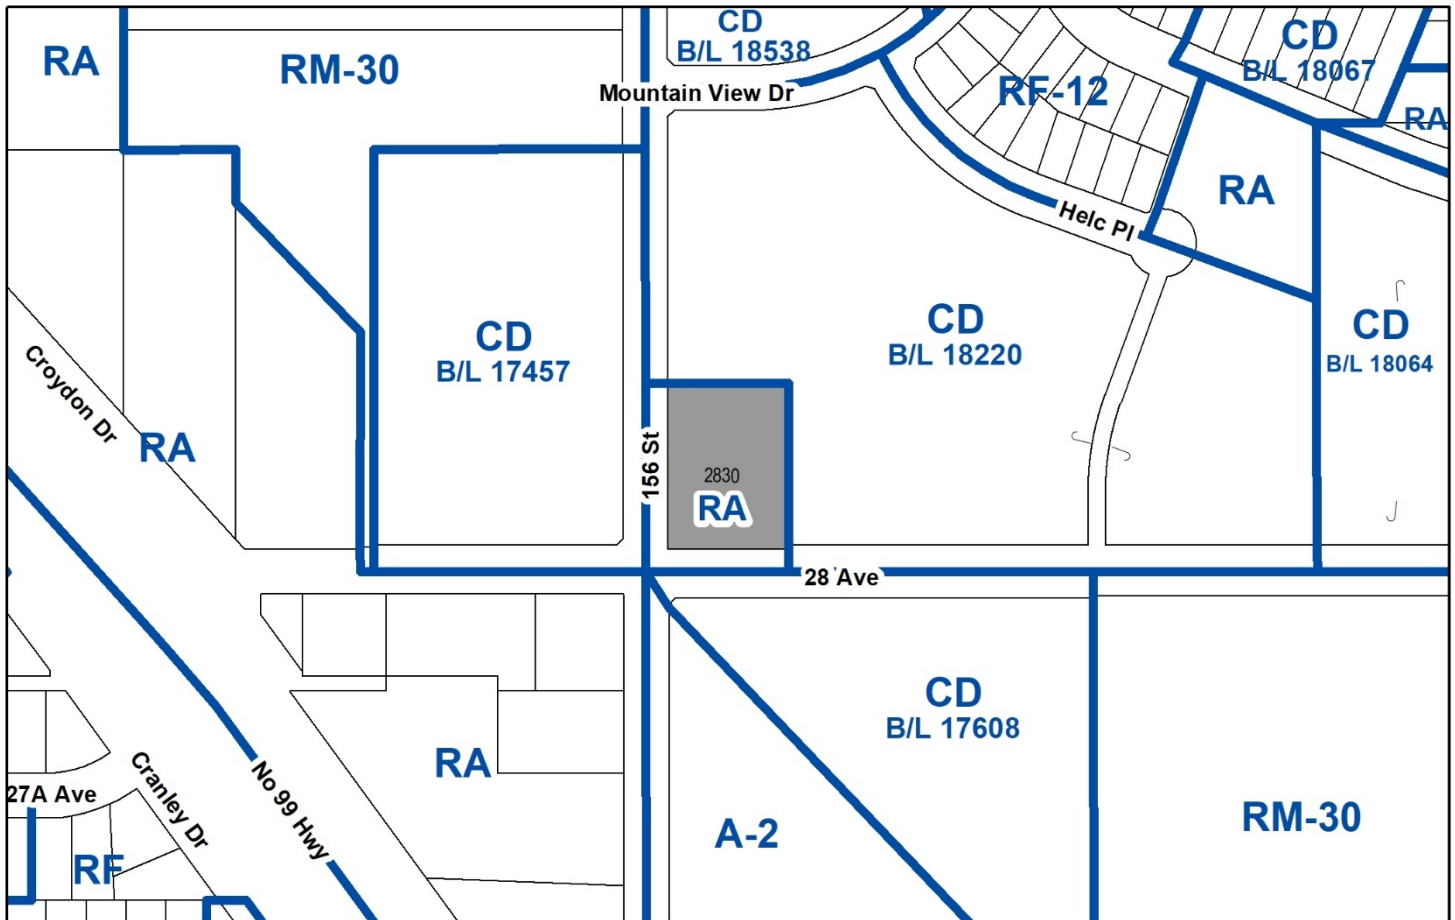 CD
B/L 18538
RA
RM-30
CD
B/L 18067
Mountain View Dr
RF-12
RA
RA
Helc Pl
CD
B/L 17457
CD
B/L 18220
CD
B/L 18064
Croydon Dr
RA
156 St
2830
RA
28 Ave
CD
B/L 17608
RA
27A Ave
Cranley Dr
No 99 Hwy
A-2
RM-30
RF